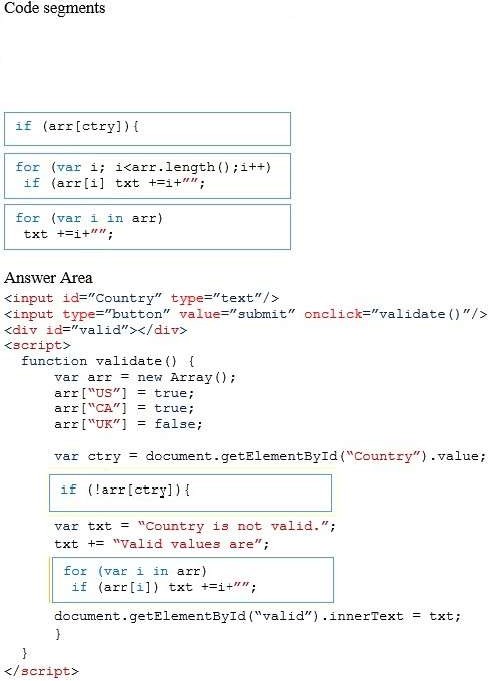 Code segments
if (arr[ctry]){
for (var i; i<arr.length();i++)
if (arr[i] txt +=i+””;
for (var i in arr)
txt +=i+””;
Answer Area
<input id=”Country” type=”text”/>
<input type=”button” value=”submit” onclick=”validate()”/>
<div id=”valid”></div>
<script>
function validate() {
var arr = new Array();
arr[“US”] = true;
arr[“CA”] = true;
arr[“UK”] = false;
var ctry = document.getElementById(“Country”).value;
if (!arr[ctry]){
var txt = “Country is not valid.”;
txt += “Valid values are”;
for (var i in arr)
if (arr[i]) txt +=i+””;
document.getElementById(“valid”).innerText = txt;
}
}
</script>